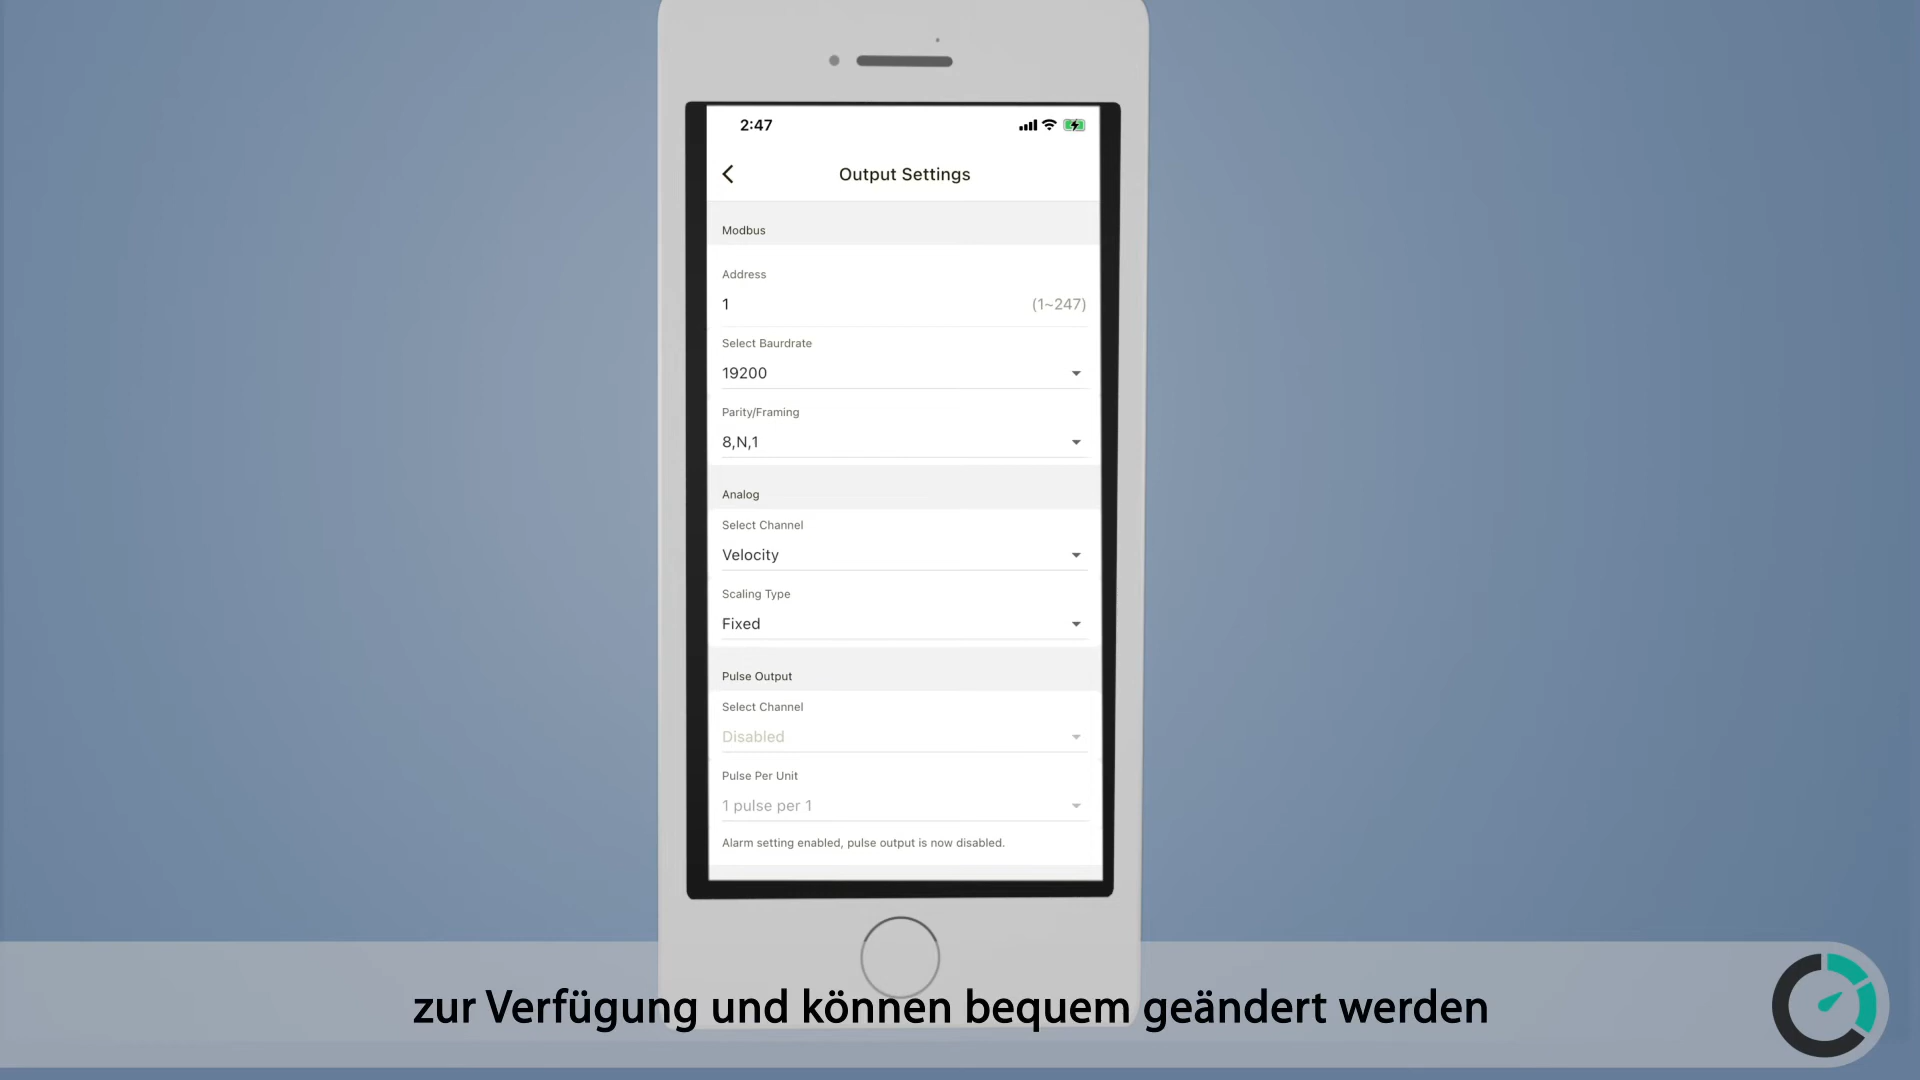 2:47
Output Settings
Modbus
Address
1 (1~247)
Select Baurdrate
19200
Parity/Framing
8,N,1
Analog
Select Channel
Velocity
Scaling Type
Fixed
Pulse Output
Select Channel
Disabled
Pulse Per Unit
1 pulse per 1
Alarm setting enabled, pulse output is now disabled.
zur Verfügung und können bequem geändert werden